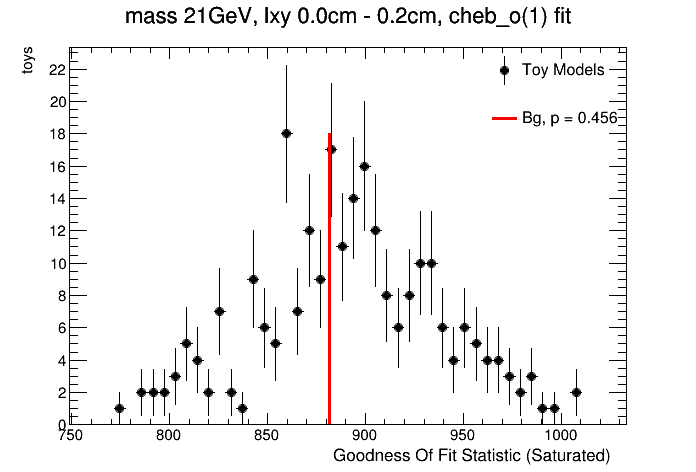 mass 21GeV, lxy 0.0cm - 0.2cm, cheb_o(1) fit
toys
22
20
18
16
14
12
10
8
6
4
2
0
Toy Models
Bg, p = 0.456
750 800 850 900 950 1000
Goodness Of Fit Statistic (Saturated)